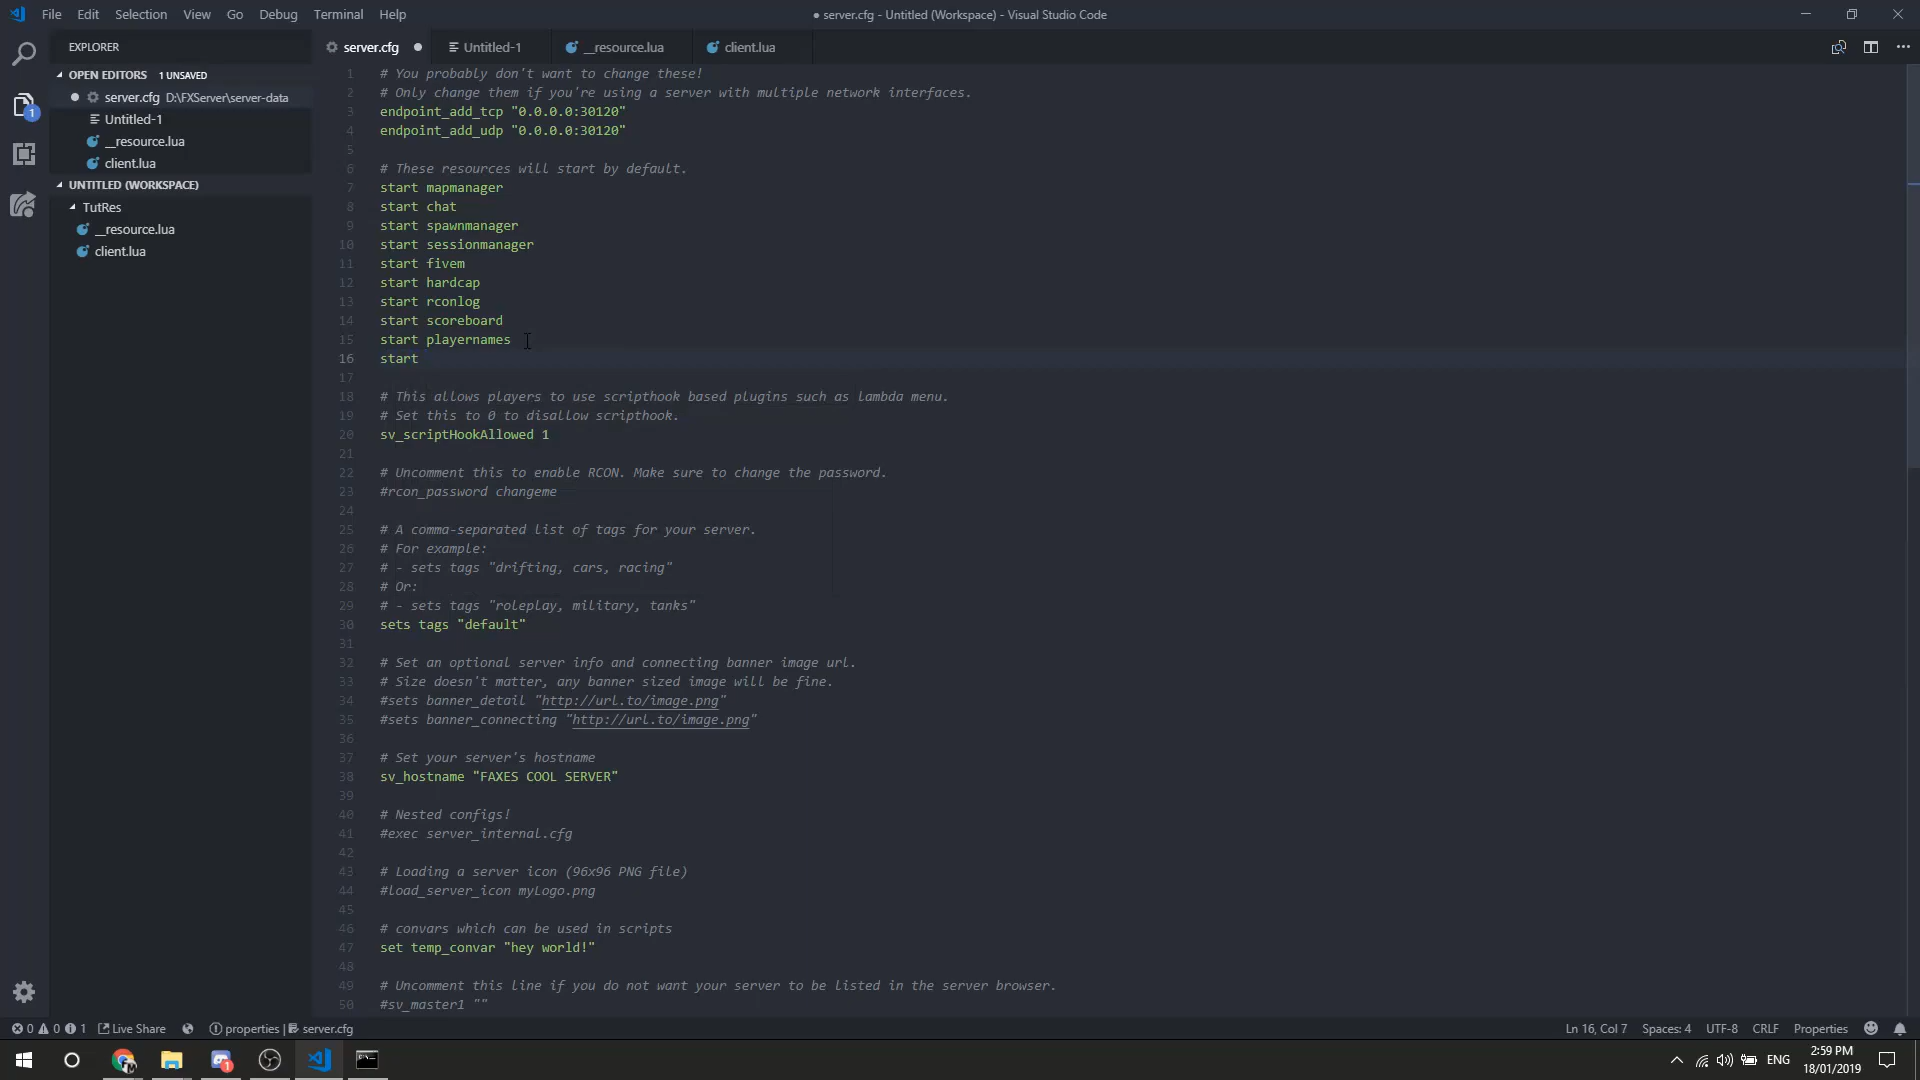 File Edit Selection View Go Debug Terminal Help
● server.cfg - Untitled (Workspace) - Visual Studio Code
EXPLORER
OPEN EDITORS 1 UNSAVED
server.cfg D:\FXServer\server-data
Untitled-1
__resource.lua
client.lua
UNTITLED (WORKSPACE)
TutRes
__resource.lua
client.lua
1
server.cfg
Untitled-1
__resource.lua
client.lua
1 # You probably don't want to change these!
2 # Only change them if you're using a server with multiple network interfaces.
3 endpoint_add_tcp "0.0.0.0:30120"
4 endpoint_add_udp "0.0.0.0:30120"
5
6 # These resources will start by default.
7 start mapmanager
8 start chat
9 start spawnmanager
10 start sessionmanager
11 start fivem
12 start hardcap
13 start rconlog
14 start scoreboard
15 start playernames
16 start
17
18 # This allows players to use scripthook based plugins such as lambda menu.
19 # Set this to 0 to disallow scripthook.
20 sv_scriptHookAllowed 1
21
22 # Uncomment this to enable RCON. Make sure to change the password.
23 #rcon_password changeme
24
25 # A comma-separated list of tags for your server.
26 # For example:
27 # - sets tags "drifting, cars, racing"
28 # Or:
29 # - sets tags "roleplay, military, tanks"
30 sets tags "default"
31
32 # Set an optional server info and connecting banner image url.
33 # Size doesn't matter, any banner sized image will be fine.
34 #sets banner_detail "http://url.to/image.png"
35 #sets banner_connecting "http://url.to/image.png"
36
37 # Set your server's hostname
38 sv_hostname "FAXES COOL SERVER"
39
40 # Nested configs!
41 #exec server_internal.cfg
42
43 # Loading a server icon (96x96 PNG file)
44 #load_server_icon myLogo.png
45
46 # convars which can be used in scripts
47 set temp_convar "hey world!"
48
49 # Uncomment this line if you do not want your server to be listed in the server browser.
50 #sv_master1 ""
0 0 1 Live Share properties | server.cfg
Ln 16, Col 7 Spaces: 4 UTF-8 CRLF Properties
1
ENG
2:59 PM
18/01/2019